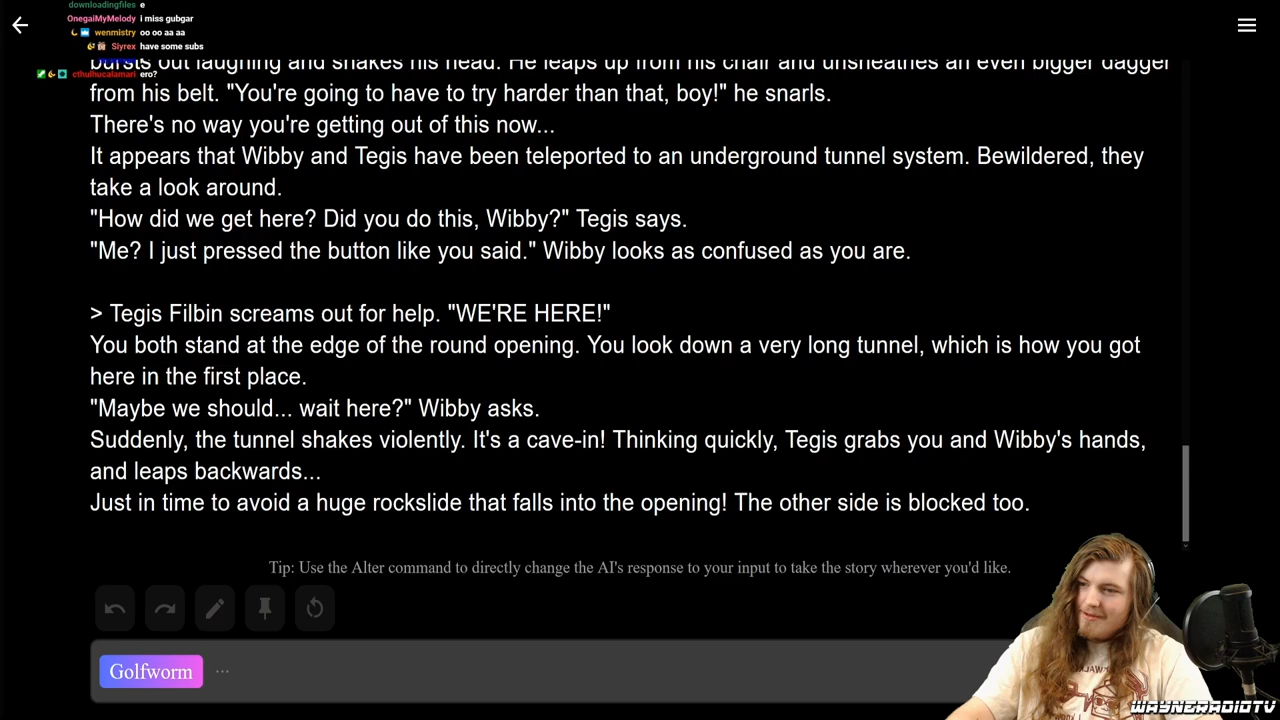 downloadingfiles e
OnegaiMyMelody i miss gubgar
wenmistry oo oo aa aa
Siyrex have some subs
cthulhucalamari ero?
bursts out laughing and shakes his head. He leaps up from his chair and unsheathes an even bigger dagger
from his belt. "You're going to have to try harder than that, boy!" he snarls.
There's no way you're getting out of this now...
It appears that Wibby and Tegis have been teleported to an underground tunnel system. Bewildered, they
take a look around.
"How did we get here? Did you do this, Wibby?" Tegis says.
"Me? I just pressed the button like you said." Wibby looks as confused as you are.
> Tegis Filbin screams out for help. "WE'RE HERE!"
You both stand at the edge of the round opening. You look down a very long tunnel, which is how you got
here in the first place.
"Maybe we should... wait here?" Wibby asks.
Suddenly, the tunnel shakes violently. It's a cave-in! Thinking quickly, Tegis grabs you and Wibby's hands,
and leaps backwards...
Just in time to avoid a huge rockslide that falls into the opening! The other side is blocked too.
Tip: Use the Alter command to directly change the AI's response to your input to take the story wherever you'd like.
Golfworm ...
WAYNERADIOTV